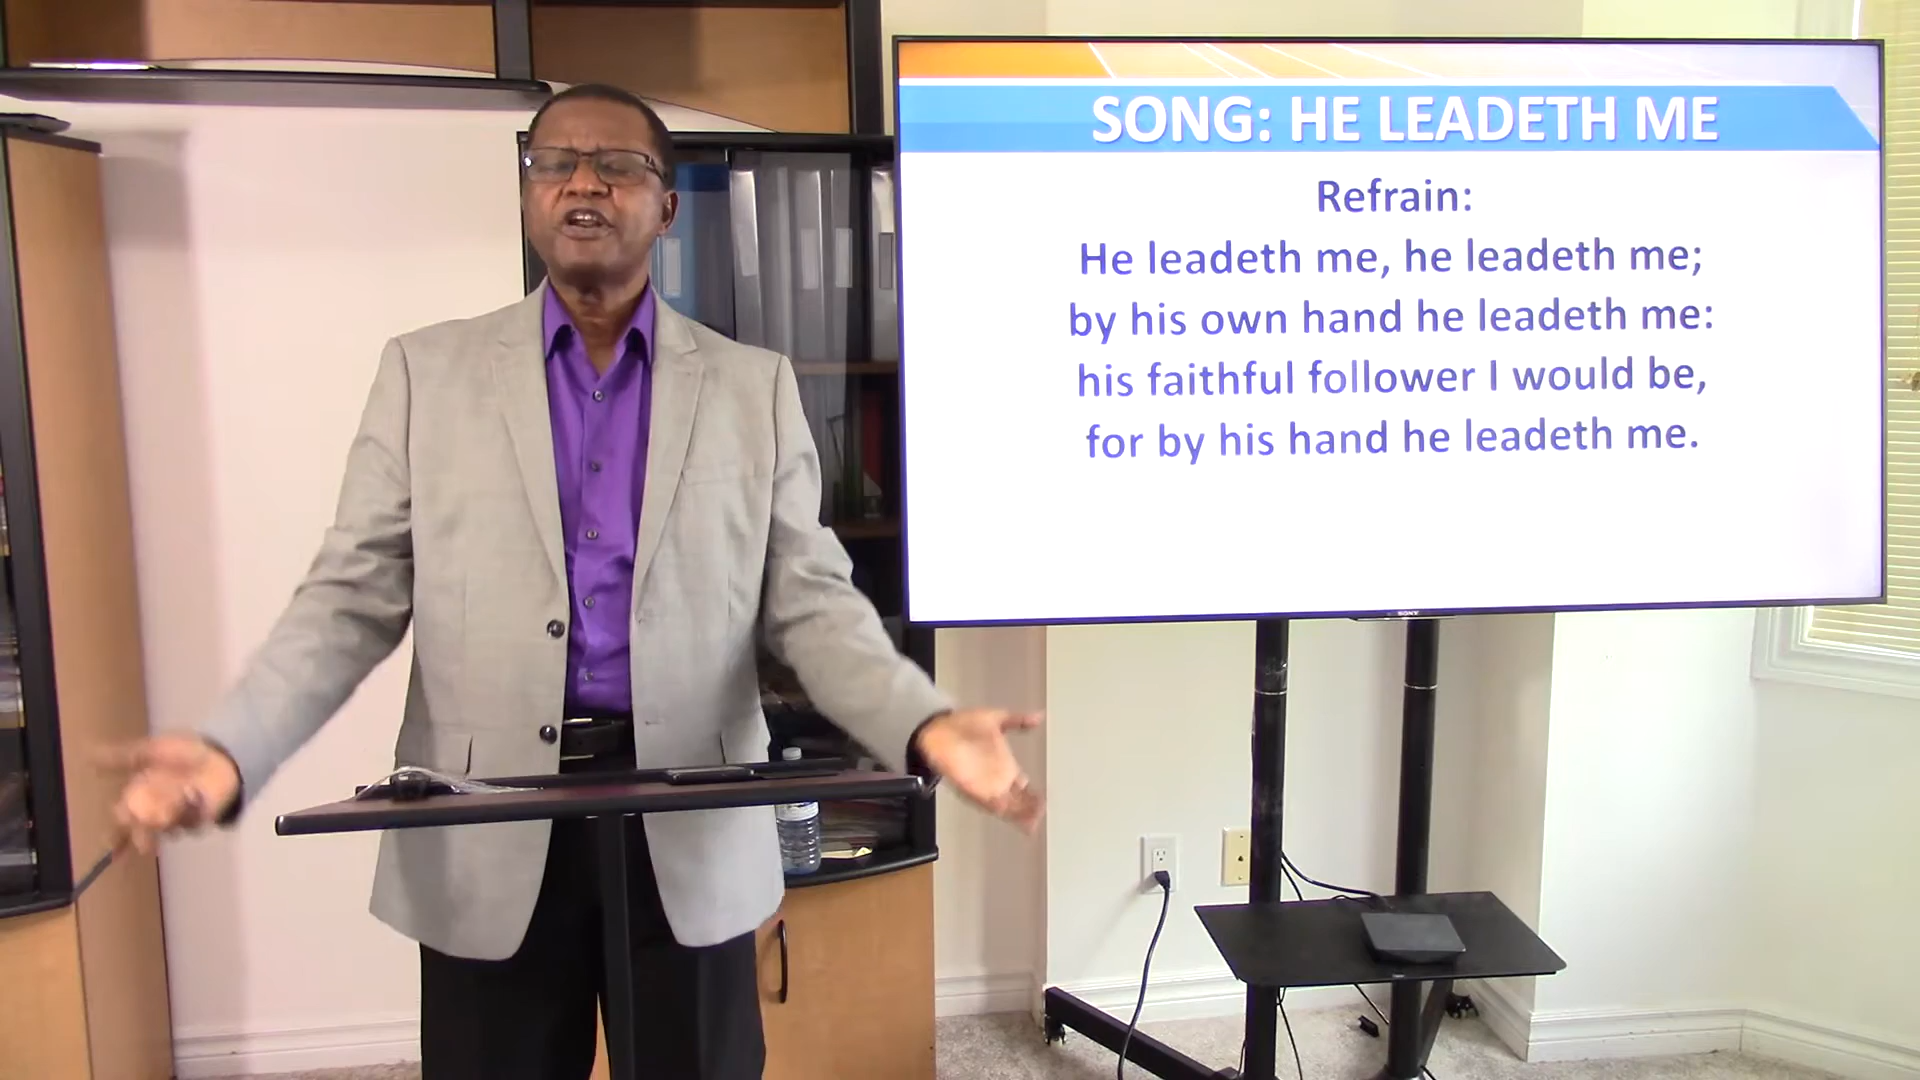 SONG: HE LEADETH ME
Refrain:
He leadeth me, he leadeth me;
by his own hand he leadeth me:
his faithful follower I would be,
for by his hand he leadeth me.
SONY